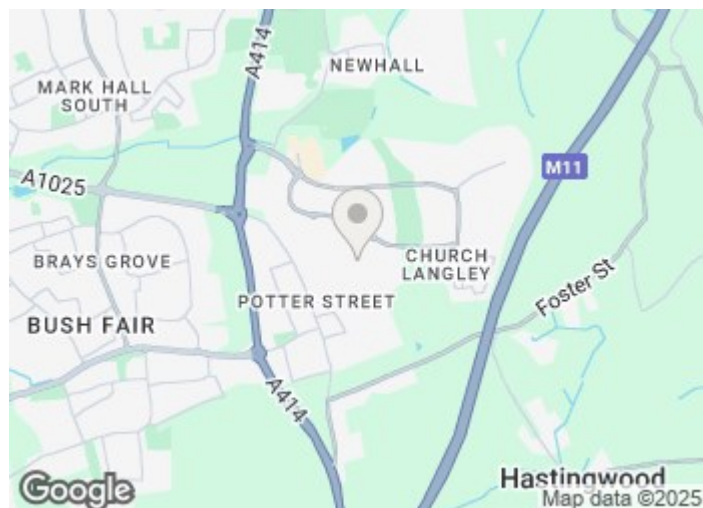 A414
NEWHALL
MARK HALL
SOUTH
M11
A1025
BRAYS GROVE
CHURCH
LANGLEY
POTTER STREET
Foster St
BUSH FAIR
A414
Hastingwood
Google
Map data ©2025